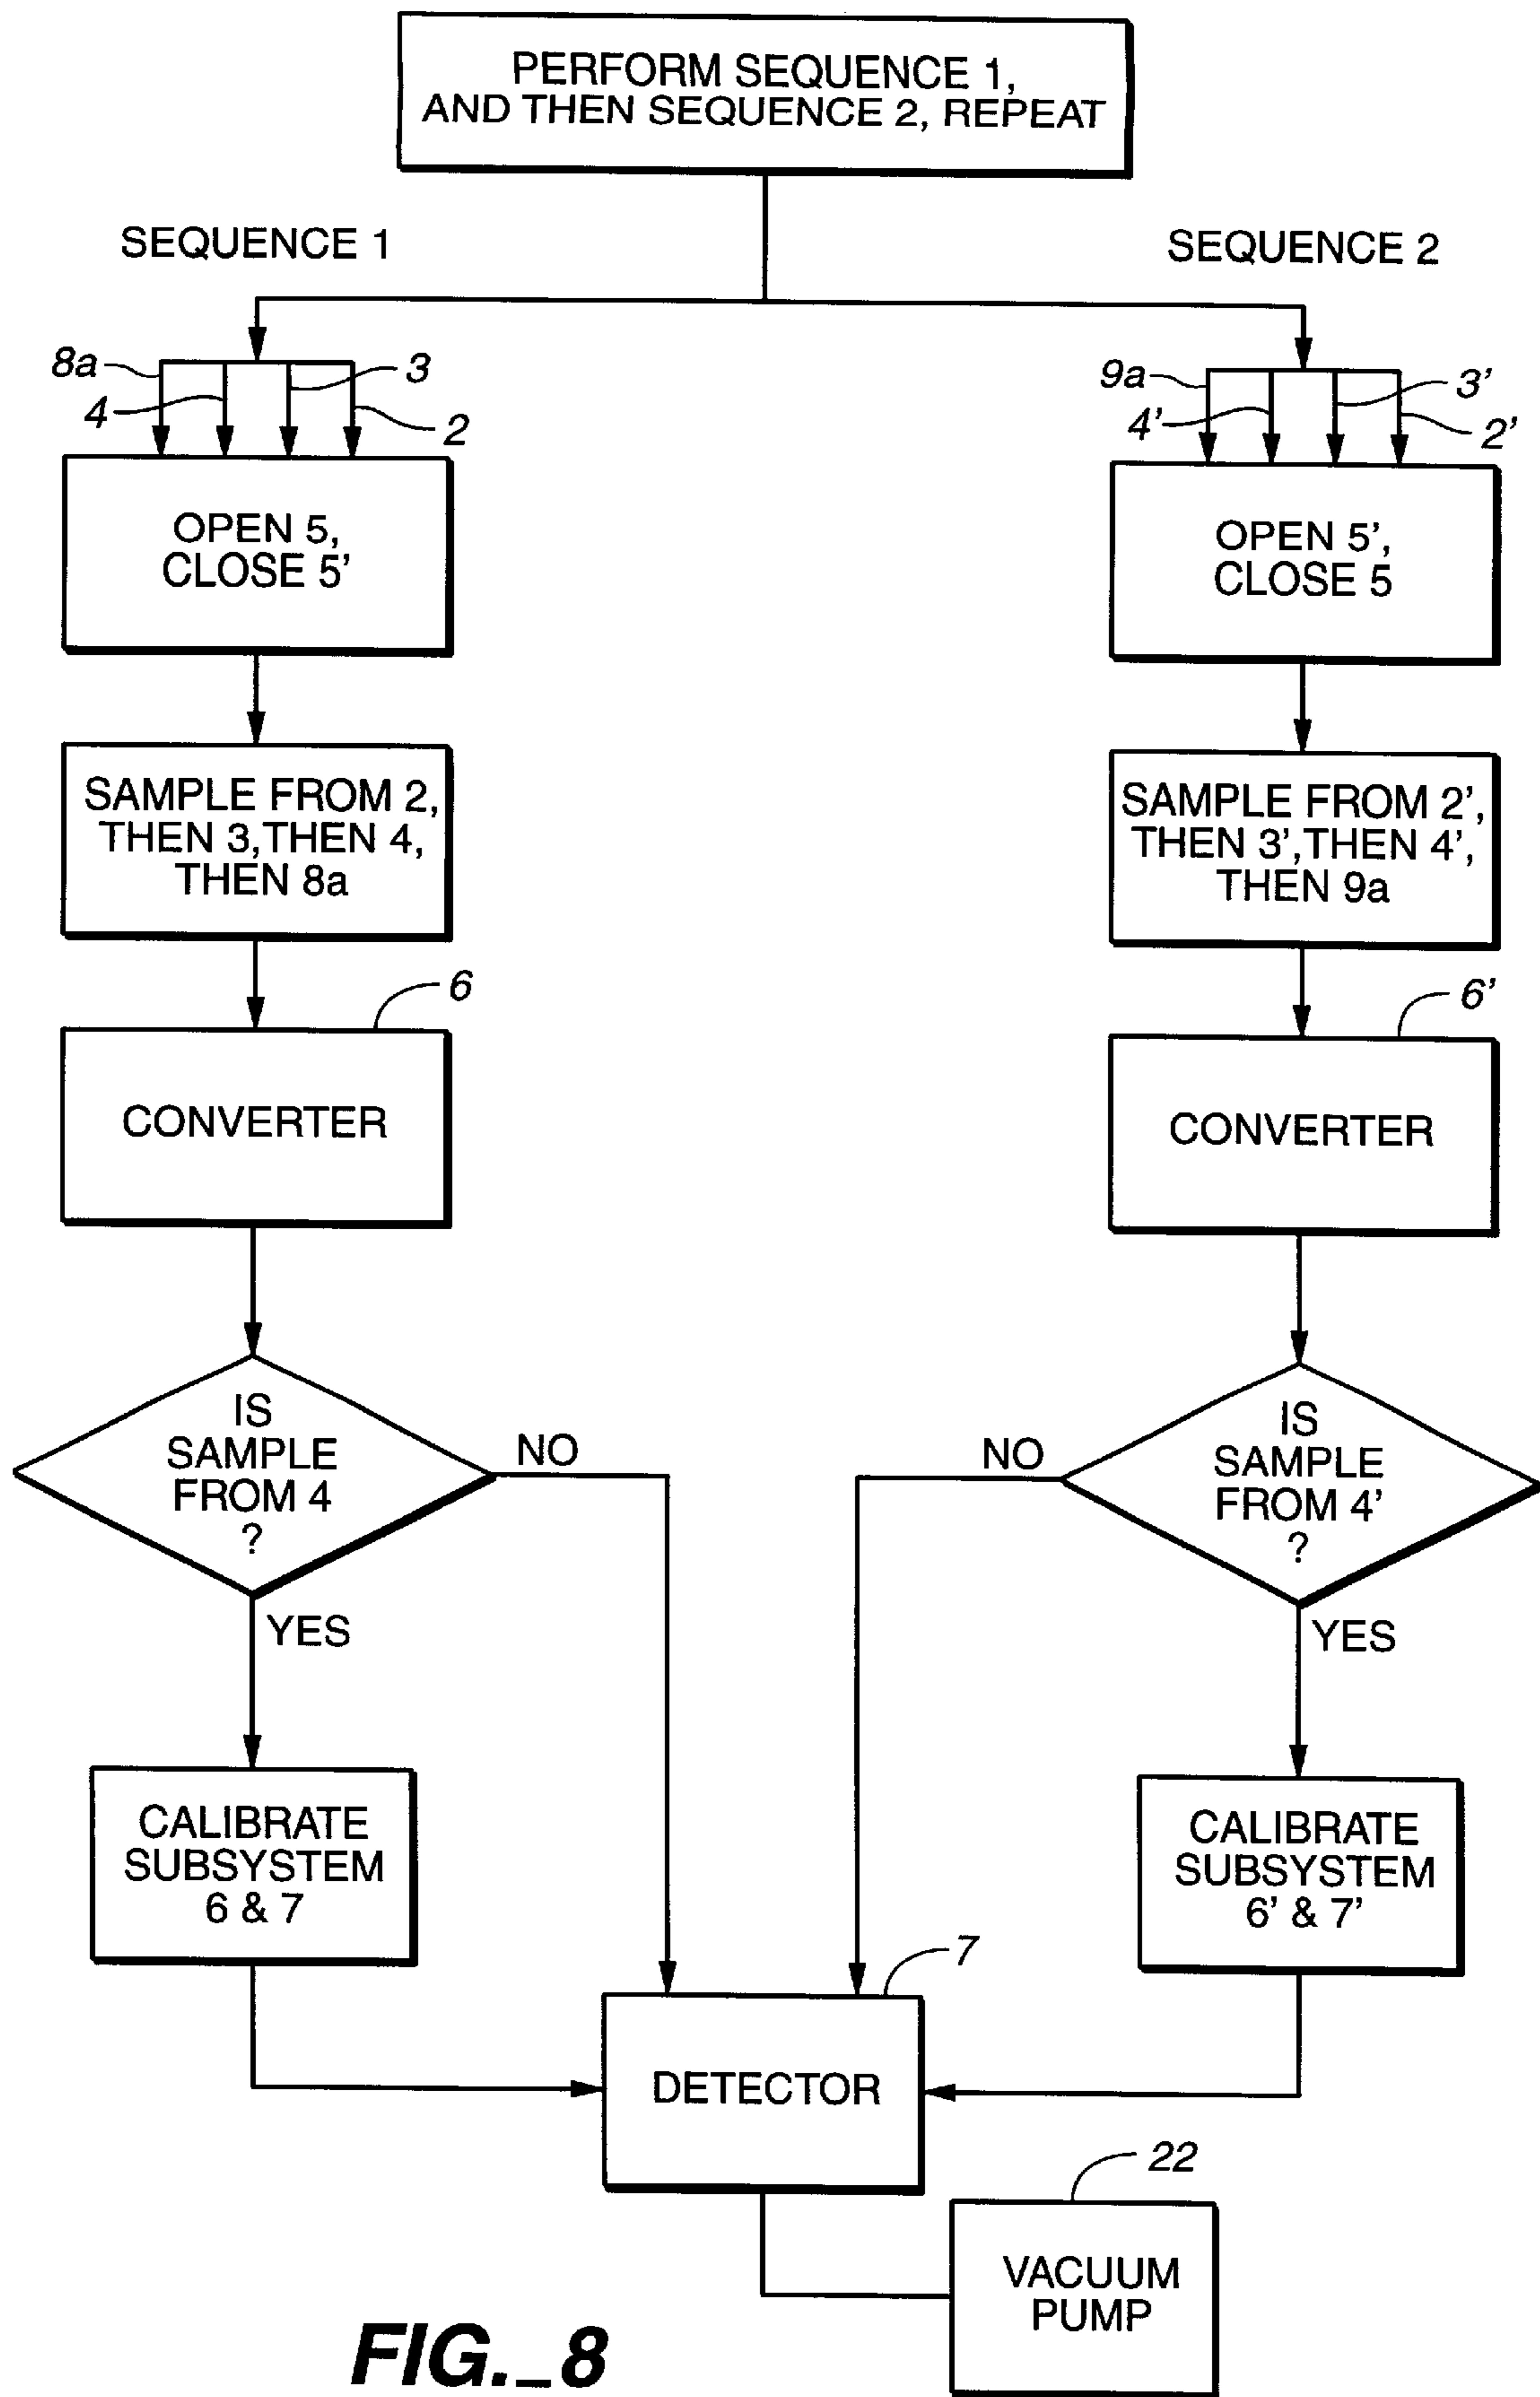 PERFORM SEQUENCE 1,
AND THEN SEQUENCE 2, REPEAT
SEQUENCE 1
SEQUENCE 2
8a
4
3
2
9a
4'
3'
2'
OPEN 5,
CLOSE 5'
OPEN 5',
CLOSE 5
SAMPLE FROM 2,
THEN 3, THEN 4,
THEN 8a
SAMPLE FROM 2',
THEN 3', THEN 4',
THEN 9a
6
CONVERTER
6'
CONVERTER
IS
SAMPLE
FROM 4
?
NO
YES
IS
SAMPLE
FROM 4'
?
NO
YES
CALIBRATE
SUBSYSTEM
6 & 7
CALIBRATE
SUBSYSTEM
6' & 7'
7
DETECTOR
22
VACUUM
PUMP
FIG._8